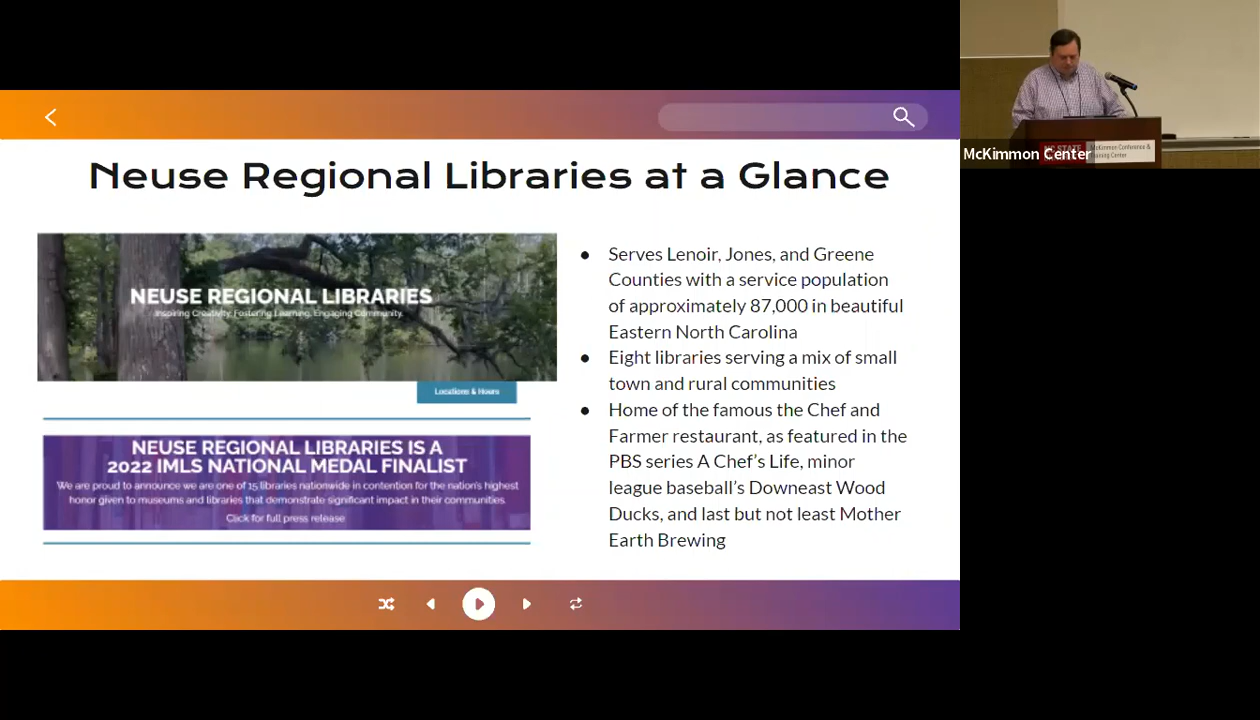 Neuse Regional Libraries at a Glance
NEUSE REGIONAL LIBRARIES
Inspiring Creativity. Fostering Learning. Engaging Community.
Locations & Hours
NEUSE REGIONAL LIBRARIES IS A
2022 IMLS NATIONAL MEDAL FINALIST
We are proud to announce we are one of 15 libraries nationwide in contention for the nation's highest
honor given to museums and libraries that demonstrate significant impact in their communities.
Click for full press release
● Serves Lenoir, Jones, and Greene
Counties with a service population
of approximately 87,000 in beautiful
Eastern North Carolina
● Eight libraries serving a mix of small
town and rural communities
● Home of the famous the Chef and
Farmer restaurant, as featured in the
PBS series A Chef's Life, minor
league baseball's Downeast Wood
Ducks, and last but not least Mother
Earth Brewing
McKimmon Center
NC STATE
McKimmon Conference &
Training Center